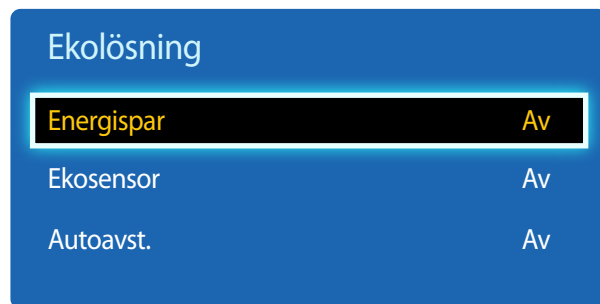 Ekolösning
Energispar Av
Ekosensor Av
Autoavst. Av